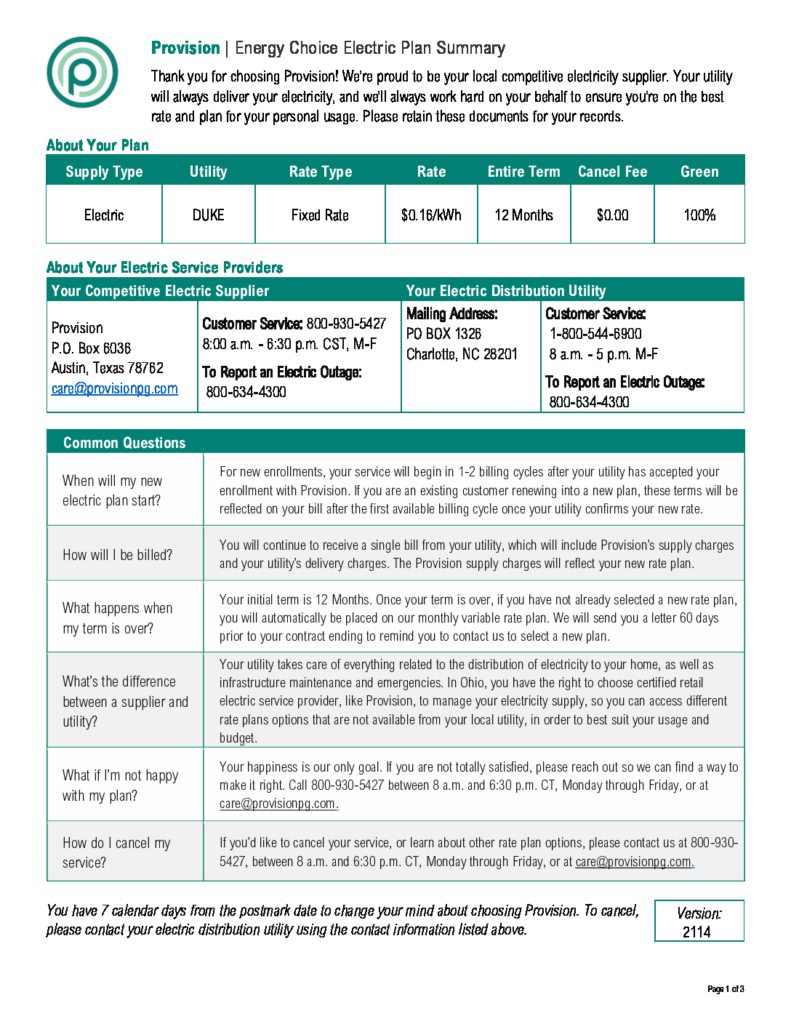 p
Provision | Energy Choice Electric Plan Summary
Thank you for choosing Provision! We're proud to be your local competitive electricity supplier. Your utility
will always deliver your electricity, and we'll always work hard on your behalf to ensure you're on the best
rate and plan for your personal usage. Please retain these documents for your records.
About Your Plan
Supply Type Utility Rate Type Rate Entire Term Cancel Fee Green
Electric DUKE Fixed Rate $0.16/kWh 12 Months $0.00 100%
About Your Electric Service Providers
Your Competitive Electric Supplier Your Electric Distribution Utility
Provision
P.O. Box 6036
Austin, Texas 78762
care@provisionpg.com
Customer Service: 800-930-5427
8:00 a.m. - 6:30 p.m. CST, M-F
To Report an Electric Outage:
800-634-4300
Mailing Address:
PO BOX 1326
Charlotte, NC 28201
Customer Service:
1-800-544-6900
8 a.m. - 5 p.m. M-F
To Report an Electric Outage:
800-634-4300
Common Questions
When will my new
electric plan start?
For new enrollments, your service will begin in 1-2 billing cycles after your utility has accepted your
enrollment with Provision. If you are an existing customer renewing into a new plan, these terms will be
reflected on your bill after the first available billing cycle once your utility confirms your new rate.
How will I be billed?
You will continue to receive a single bill from your utility, which will include Provision's supply charges
and your utility's delivery charges. The Provision supply charges will reflect your new rate plan.
What happens when
my term is over?
Your initial term is 12 Months. Once your term is over, if you have not already selected a new rate plan,
you will automatically be placed on our monthly variable rate plan. We will send you a letter 60 days
prior to your contract ending to remind you to contact us to select a new plan.
What's the difference
between a supplier and
utility?
Your utility takes care of everything related to the distribution of electricity to your home, as well as
infrastructure maintenance and emergencies. In Ohio, you have the right to choose certified retail
electric service provider, like Provision, to manage your electricity supply, so you can access different
rate plans options that are not available from your local utility, in order to best suit your usage and
budget.
What if I'm not happy
with my plan?
Your happiness is our only goal. If you are not totally satisfied, please reach out so we can find a way to
make it right. Call 800-930-5427 between 8 a.m. and 6:30 p.m. CT, Monday through Friday, or at
care@provisionpg.com.
How do I cancel my
service?
If you'd like to cancel your service, or learn about other rate plan options, please contact us at 800-930-
5427, between 8 a.m. and 6:30 p.m. CT, Monday through Friday, or at care@provisionpg.com.
You have 7 calendar days from the postmark date to change your mind about choosing Provision. To cancel,
please contact your electric distribution utility using the contact information listed above.
Version:
2114
Page 1 of 3